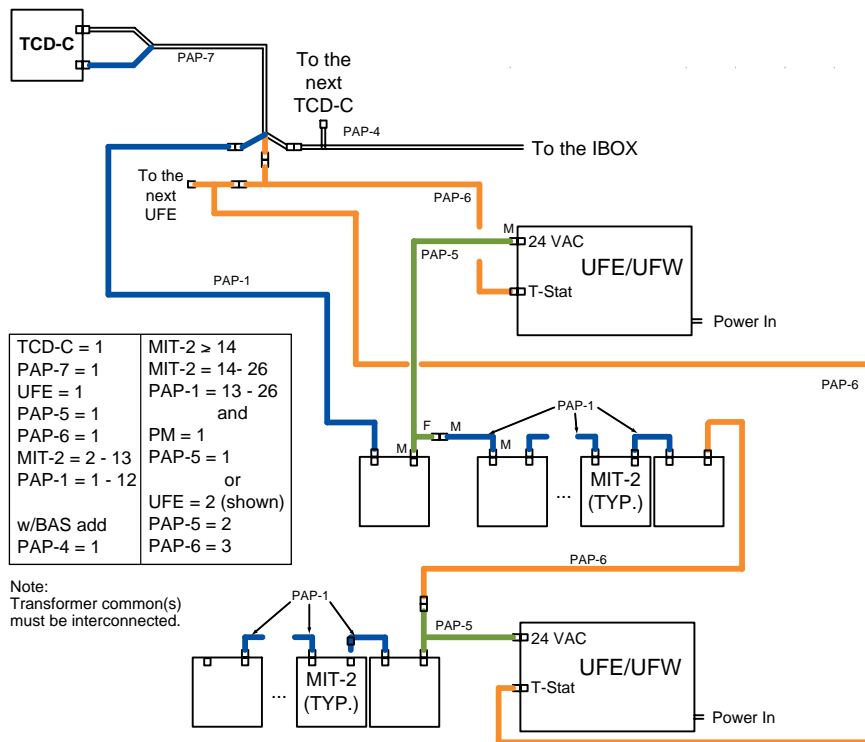 TCD-C
PAP-7
To the
next
TCD-C
PAP-4
To the IBOX
To the
next
UFE
PAP-6
M
24 VAC
PAP-5
UFE/UFW
PAP-1
T-Stat
Power In
TCD-C = 1
PAP-7 = 1
UFE = 1
PAP-5 = 1
PAP-6 = 1
MIT-2 = 2 - 13
PAP-1 = 1 - 12
w/BAS add
PAP-4 = 1
MIT-2 ≥ 14
MIT-2 = 14- 26
PAP-1 = 13 - 26
and
PM = 1
PAP-5 = 1
or
UFE = 2 (shown)
PAP-5 = 2
PAP-6 = 3
PAP-6
PAP-1
F
M
M
M
...
MIT-2
(TYP.)
PAP-6
Note:
Transformer common(s)
must be interconnected.
PAP-1
PAP-5
24 VAC
UFE/UFW
...
MIT-2
(TYP.)
T-Stat
Power In